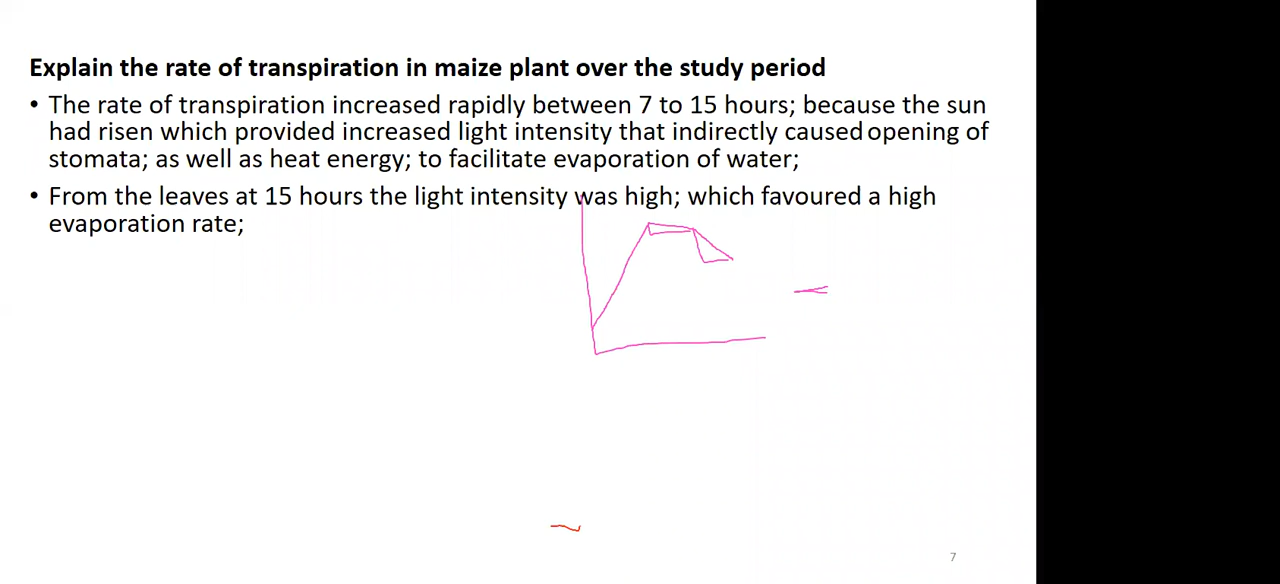 Explain the rate of transpiration in maize plant over the study period
• The rate of transpiration increased rapidly between 7 to 15 hours; because the sun
had risen which provided increased light intensity that indirectly caused opening of
stomata; as well as heat energy; to facilitate evaporation of water;
• From the leaves at 15 hours the light intensity was high; which favoured a high
evaporation rate;
7